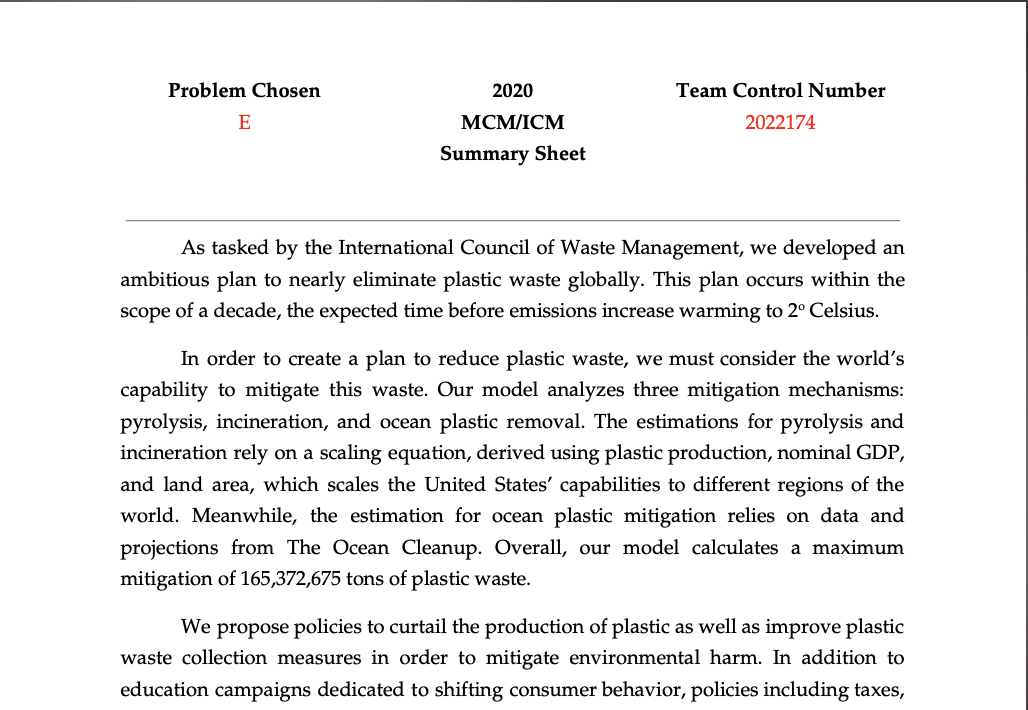 Problem Chosen 2020 Team Control Number
E MCM/ICM 2022174
Summary Sheet
As tasked by the International Council of Waste Management, we developed an
ambitious plan to nearly eliminate plastic waste globally. This plan occurs within the
scope of a decade, the expected time before emissions increase warming to 2º Celsius.
In order to create a plan to reduce plastic waste, we must consider the world’s
capability to mitigate this waste. Our model analyzes three mitigation mechanisms:
pyrolysis, incineration, and ocean plastic removal. The estimations for pyrolysis and
incineration rely on a scaling equation, derived using plastic production, nominal GDP,
and land area, which scales the United States’ capabilities to different regions of the
world. Meanwhile, the estimation for ocean plastic mitigation relies on data and
projections from The Ocean Cleanup. Overall, our model calculates a maximum
mitigation of 165,372,675 tons of plastic waste.
We propose policies to curtail the production of plastic as well as improve plastic
waste collection measures in order to mitigate environmental harm. In addition to
education campaigns dedicated to shifting consumer behavior, policies including taxes,